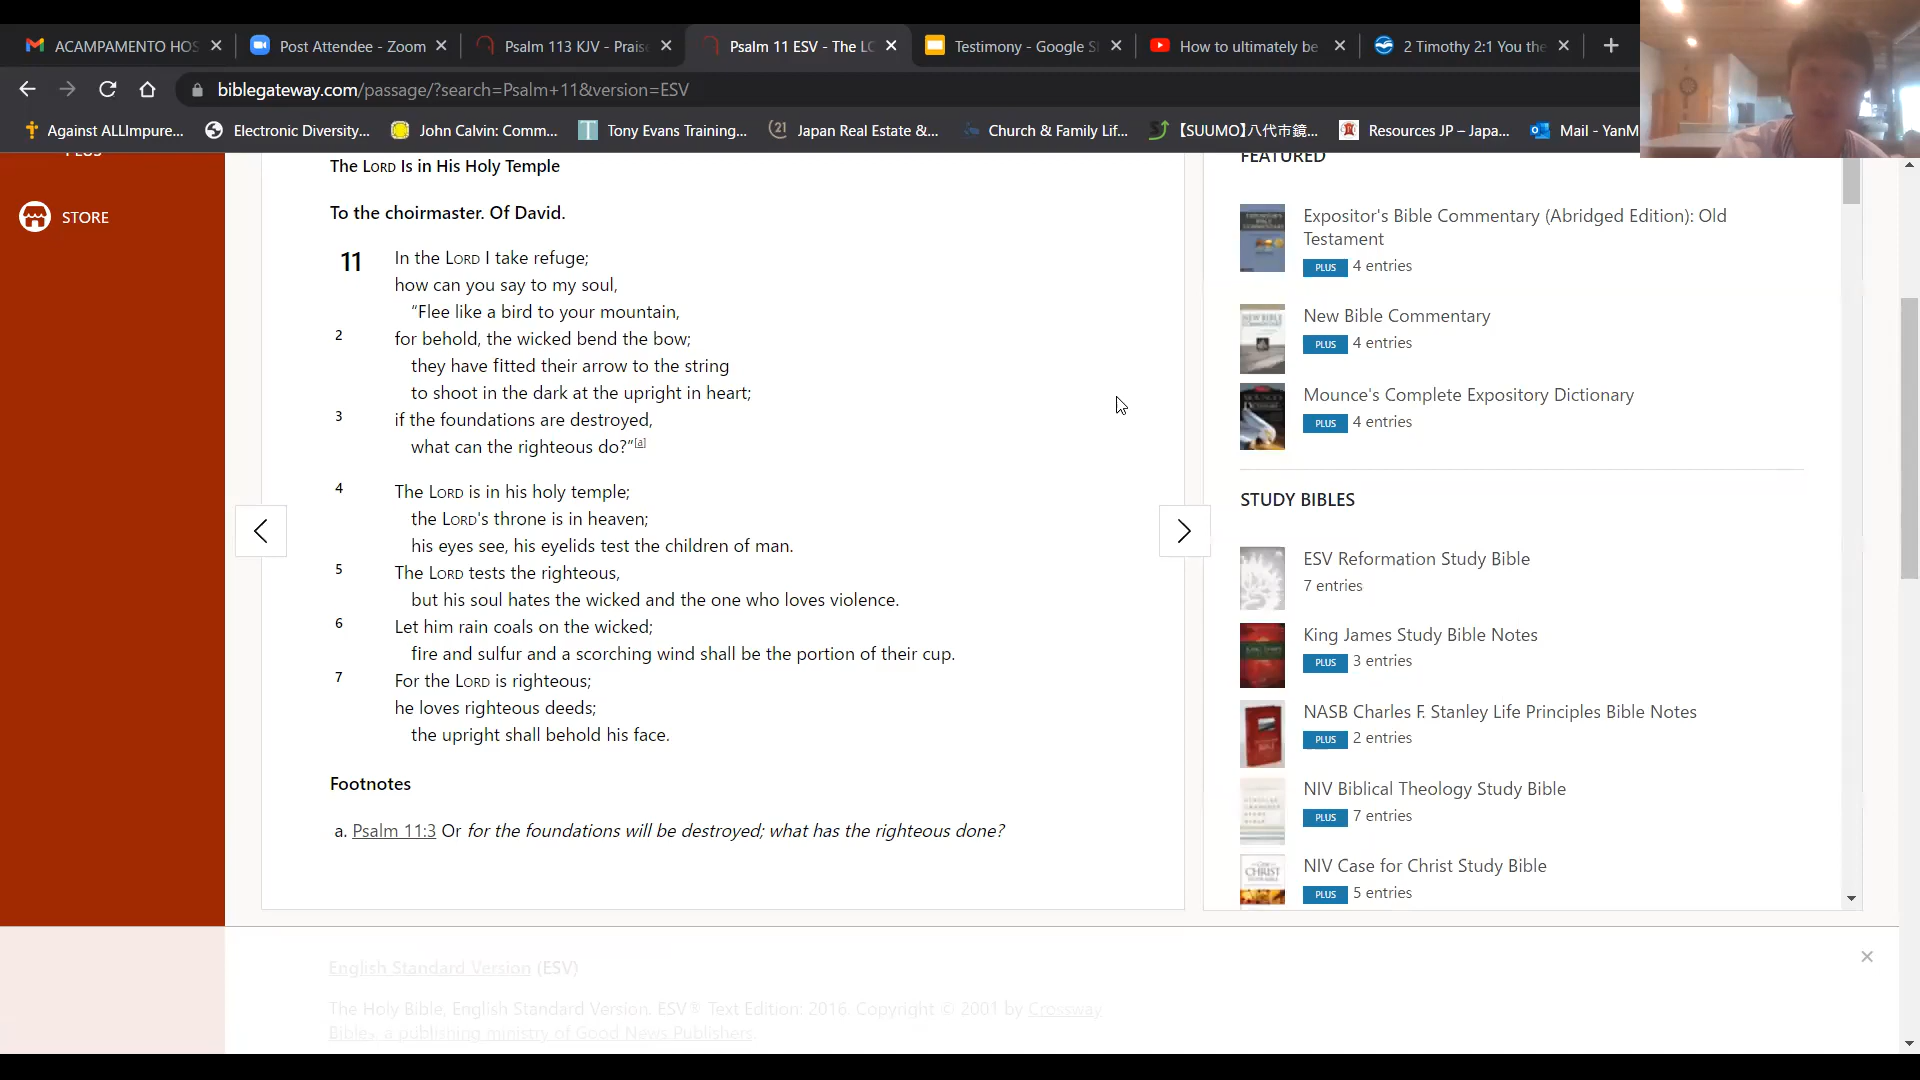 ACAMPAMENTO HOS
Post Attendee - Zoom
Psalm 113 KJV - Praise
Psalm 11 ESV - The LO
Testimony - Google Sl
How to ultimately be
2 Timothy 2:1 You the
biblegateway.com/passage/?search=Psalm+11&version=ESV
Against ALLImpure...
Electronic Diversity...
John Calvin: Comm...
Tony Evans Training...
Japan Real Estate &...
Church & Family Lif...
【SUUMO】八代市鏡...
Resources JP – Japa...
Mail - YanM
PLUS
STORE
The LORD Is in His Holy Temple
To the choirmaster. Of David.
11 In the LORD I take refuge;
how can you say to my soul,
“Flee like a bird to your mountain,
2 for behold, the wicked bend the bow;
they have fitted their arrow to the string
to shoot in the dark at the upright in heart;
3 if the foundations are destroyed,
what can the righteous do?”[a]
4 The LORD is in his holy temple;
the LORD's throne is in heaven;
his eyes see, his eyelids test the children of man.
5 The LORD tests the righteous,
but his soul hates the wicked and the one who loves violence.
6 Let him rain coals on the wicked;
fire and sulfur and a scorching wind shall be the portion of their cup.
7 For the LORD is righteous;
he loves righteous deeds;
the upright shall behold his face.
Footnotes
a. Psalm 11:3 Or for the foundations will be destroyed; what has the righteous done?
English Standard Version (ESV)
The Holy Bible, English Standard Version. ESV® Text Edition: 2016. Copyright © 2001 by Crossway
Bibles, a publishing ministry of Good News Publishers.
FEATURED
Expositor's Bible Commentary (Abridged Edition): Old
Testament
PLUS 4 entries
New Bible Commentary
PLUS 4 entries
Mounce's Complete Expository Dictionary
PLUS 4 entries
STUDY BIBLES
ESV Reformation Study Bible
7 entries
King James Study Bible Notes
PLUS 3 entries
NASB Charles F. Stanley Life Principles Bible Notes
PLUS 2 entries
NIV Biblical Theology Study Bible
PLUS 7 entries
NIV Case for Christ Study Bible
PLUS 5 entries